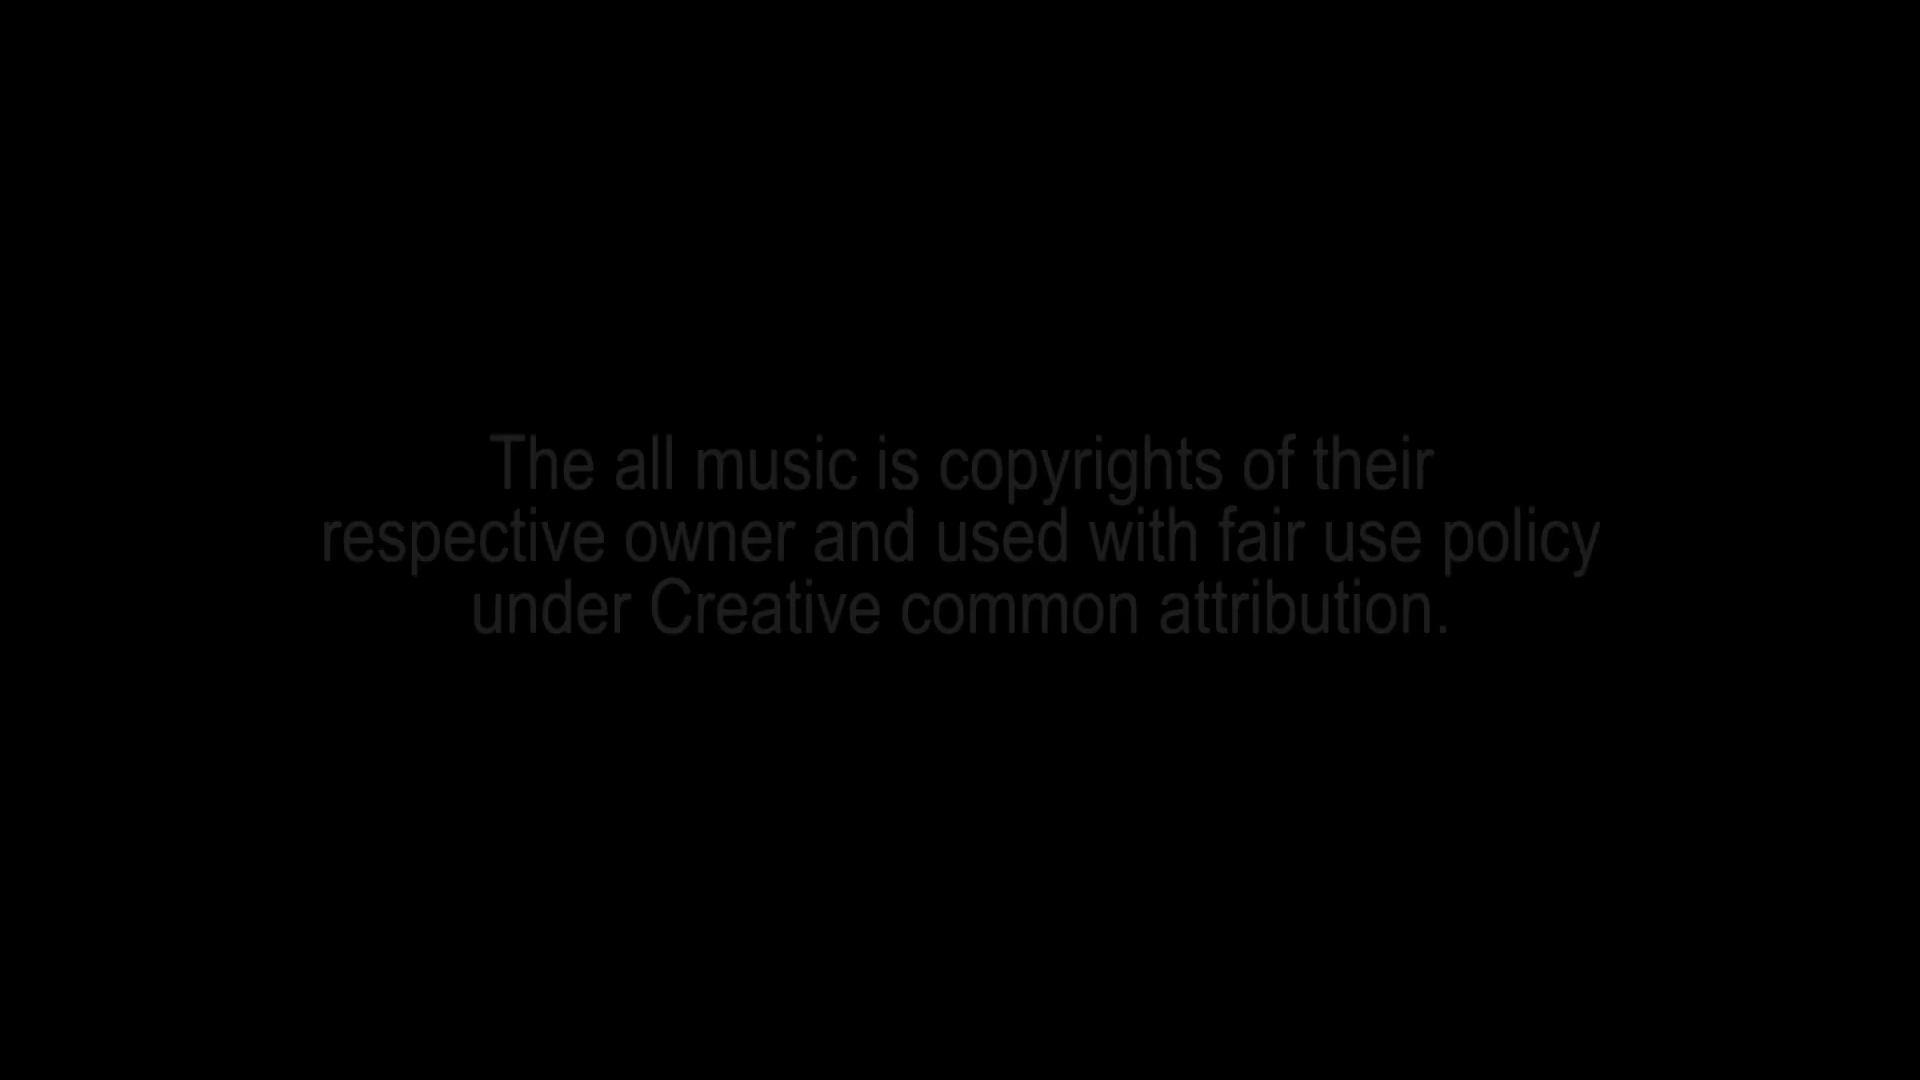 The all music is copyrights of their
respective owner and used with fair use policy
under Creative common attribution.